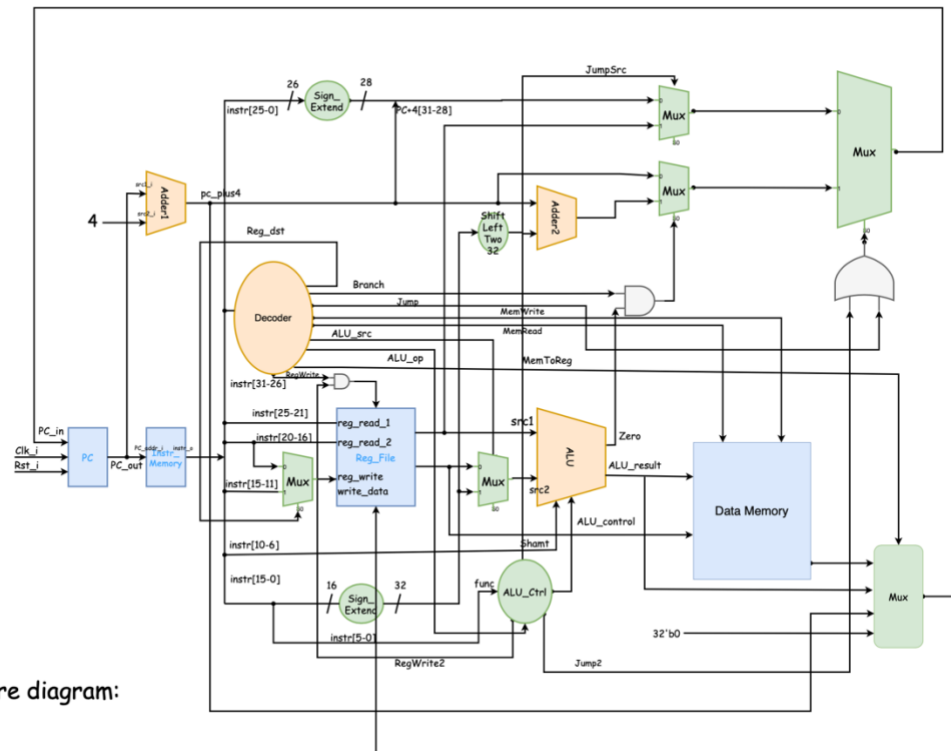 JumpSrc
26
28
Sign_
Extend
instr[25-0]
PC+4[31-28]
Mux
Mux
src1_i
src2_i
Adder1
4
pc_plus4
Mux
Shift
Left
Two
32
Adder2
Reg_dst
Branch
Decoder
Jump
MemWrite
MemRead
ALU_src
MemToReg
ALU_op
RegWrite
instr[31-26]
instr[25-21]
reg_read_1
src1
instr[20-16]
reg_read_2
Zero
PC_in
Clk_i
Rst_i
PC
PC_out
PC_addr_i
instr_o
Instr_
Memory
Reg_File
ALU
ALU_result
Mux
reg_write
write_data
instr[15-11]
Mux
src2
Data Memory
ALU_control
instr[10-6]
Shamt
instr[15-0]
16
32
Sign_
Extend
func
ALU_Ctrl
Mux
instr[5-0]
32'b0
RegWrite2
Jump2
re diagram: